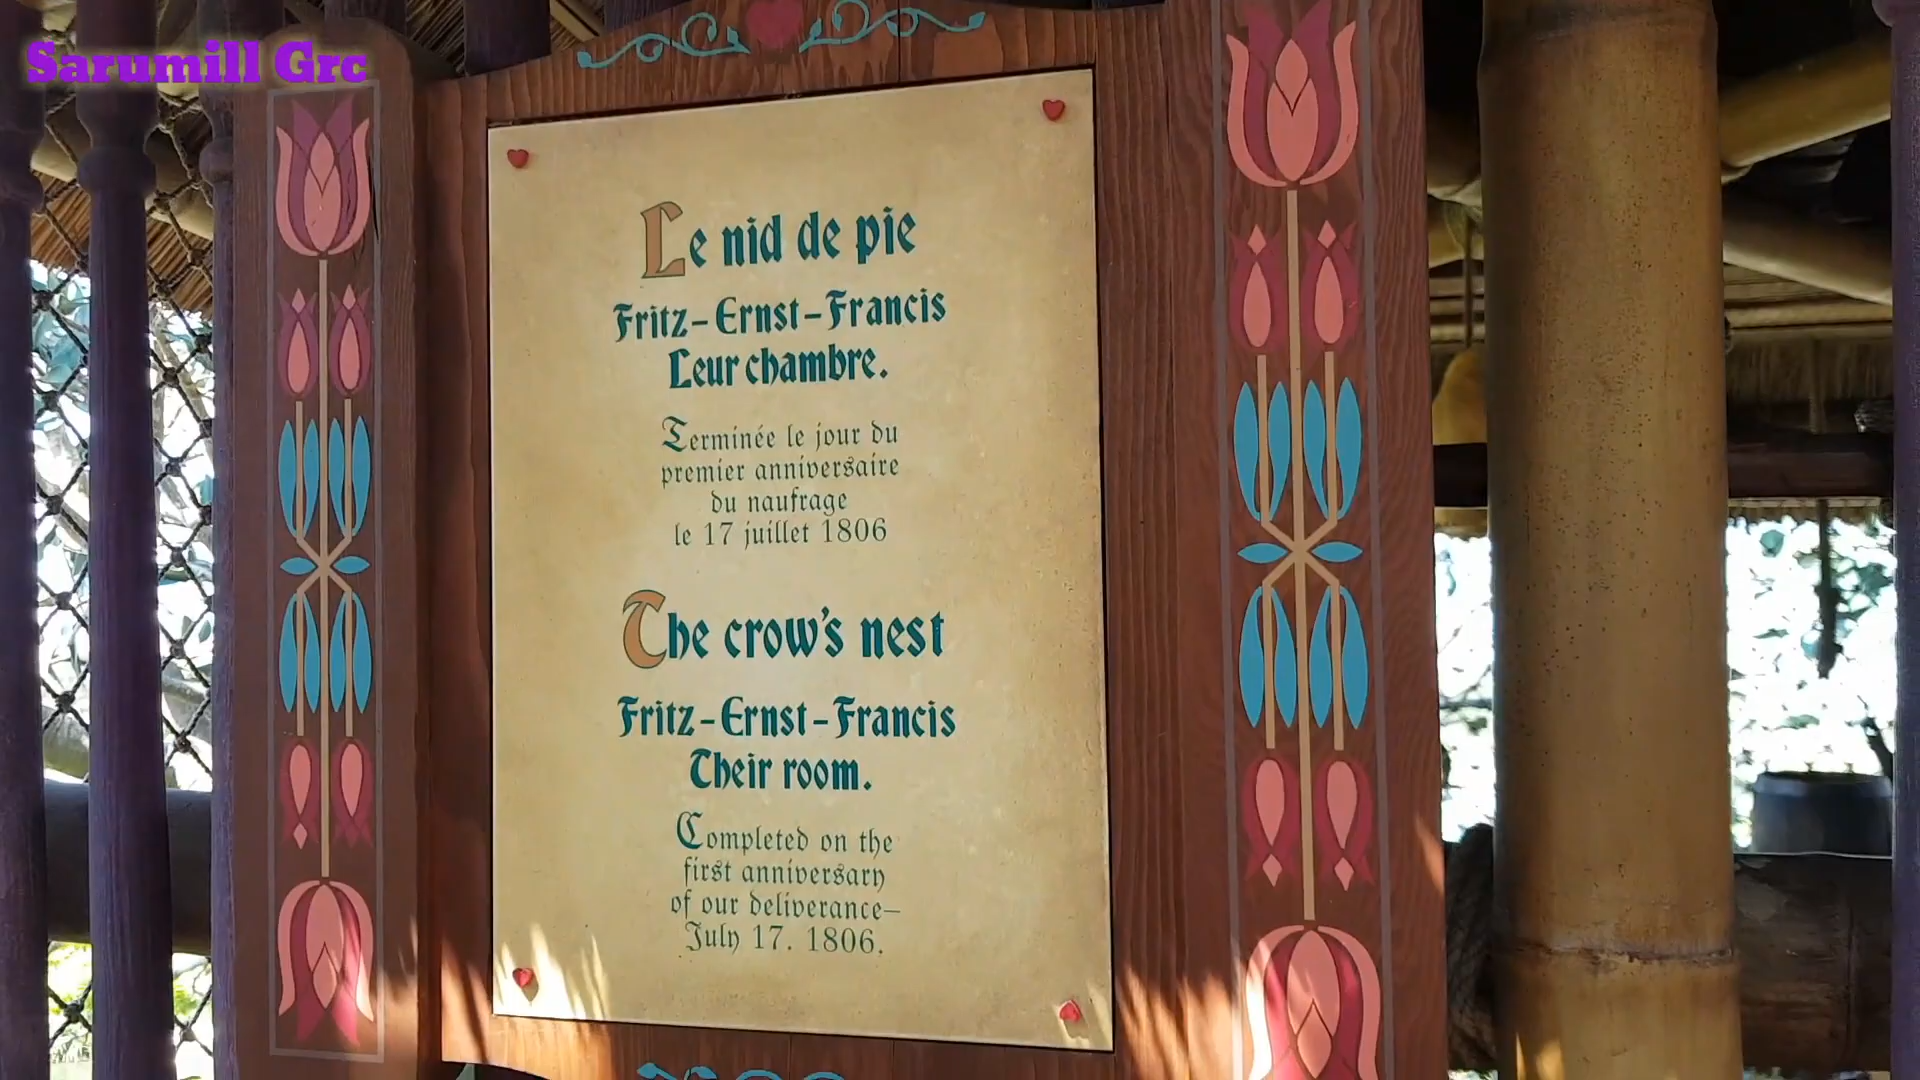 Sarumill Grc
Le nid de pie
Fritz-Ernst-Francis
Leur chambre.
Terminée le jour du
premier anniversaire
du naufrage
le 17 juillet 1806
The crow's nest
Fritz-Ernst-Francis
Their room.
Completed on the
first anniversary
of our deliverance—
July 17. 1806.